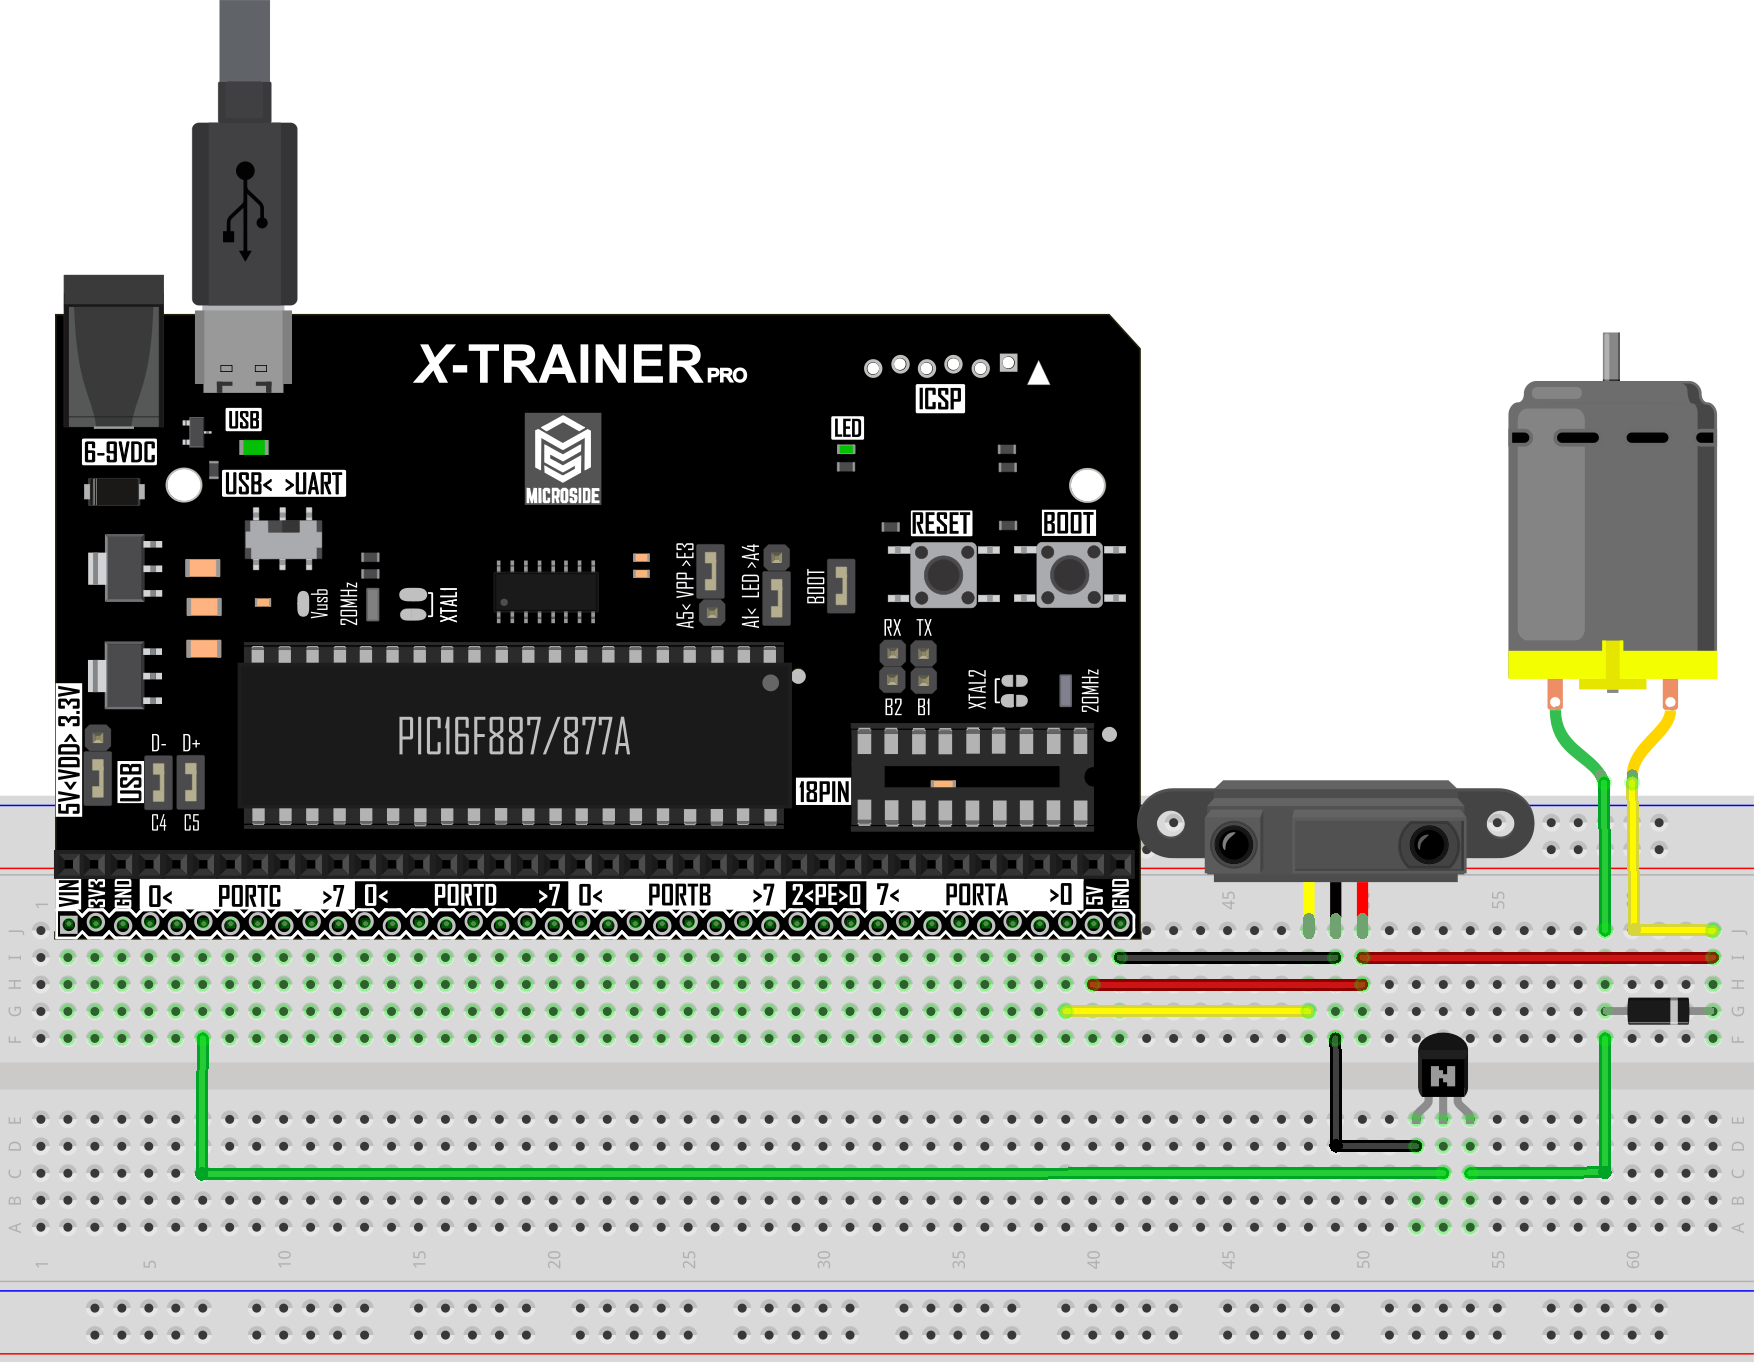 X-TRAINER PRO
ICSP
USB
LED
6-9VDC
USB< >UART
MICROSIDE
RESET
BOOT
A5< VPP >E3
A1< LED >A4
BOOT
Vusb
20MHz
XTAL1
RX TX
B2 B1
XTAL2
20MHz
5V<VDD> 3.3V
USB
D- D+
C4 C5
PIC16F887/877A
18PIN
VIN 3V3 GND 0< PORTC >7 0< PORTD >7 0< PORTB >7 2<PE>0 7< PORTA >0 5V GND
1 45 55
J J
I I
H H
G G
F F
N
E E
D D
C C
B B
A A
1 5 10 15 20 25 30 35 40 45 50 55 60